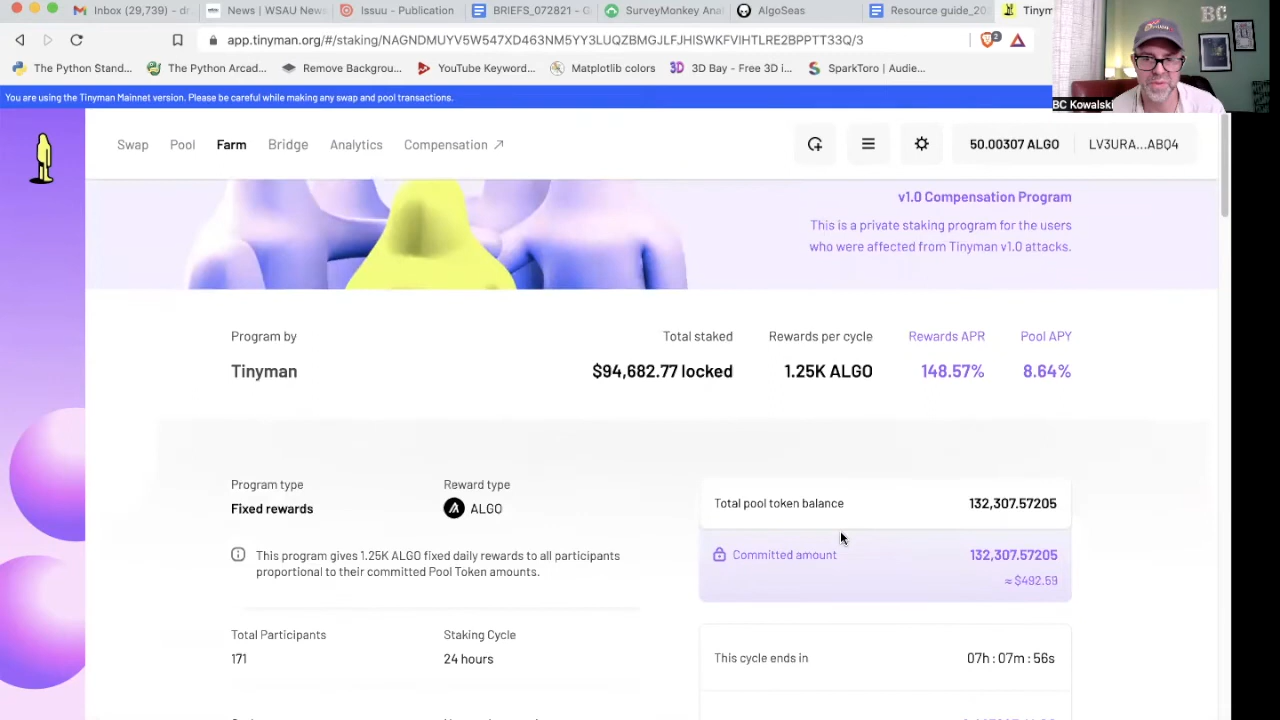 Inbox (29,739) – d
News | WSAU News
Issuu - Publication
BRIEFS_072821 - G
SurveyMonkey Ana
AlgoSeas
Resource guide_20
Tinym
app.tinyman.org/#/staking/NAGNDMUYV5W547XD463NM5YY3LUQZBMGJLFJHISWKFVIHTLRE2BPPTT33Q/3
2
The Python Stand...
The Python Arcad...
Remove Backgrou...
YouTube Keyword...
Matplotlib colors
3D Bay - Free 3D i...
SparkToro | Audie...
BC
BC Kowalski
You are using the Tinyman Mainnet version. Please be careful while making any swap and pool transactions.
Swap Pool Farm Bridge Analytics Compensation ↗
50.00307 ALGO LV3URA...ABQ4
v1.0 Compensation Program
This is a private staking program for the users
who were affected from Tinyman v1.0 attacks.
Program by Total staked Rewards per cycle Rewards APR Pool APY
Tinyman $94,682.77 locked 1.25K ALGO 148.57% 8.64%
Program type Reward type
Fixed rewards ALGO
Total pool token balance 132,307.57205
This program gives 1.25K ALGO fixed daily rewards to all participants
proportional to their committed Pool Token amounts.
Committed amount 132,307.57205
≈ $492.59
Total Participants Staking Cycle
171 24 hours
This cycle ends in 07h : 07m : 56s